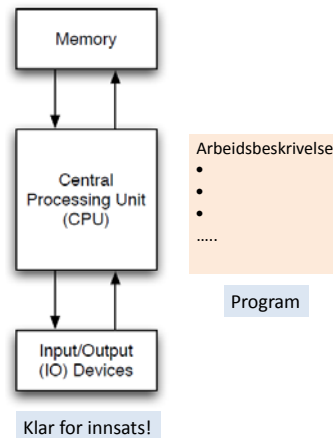 Memory
Central
Processing Unit
(CPU)
Input/Output
(IO) Devices
Klar for innsats!
Arbeidsbeskrivelse
•
•
•
.....
Program